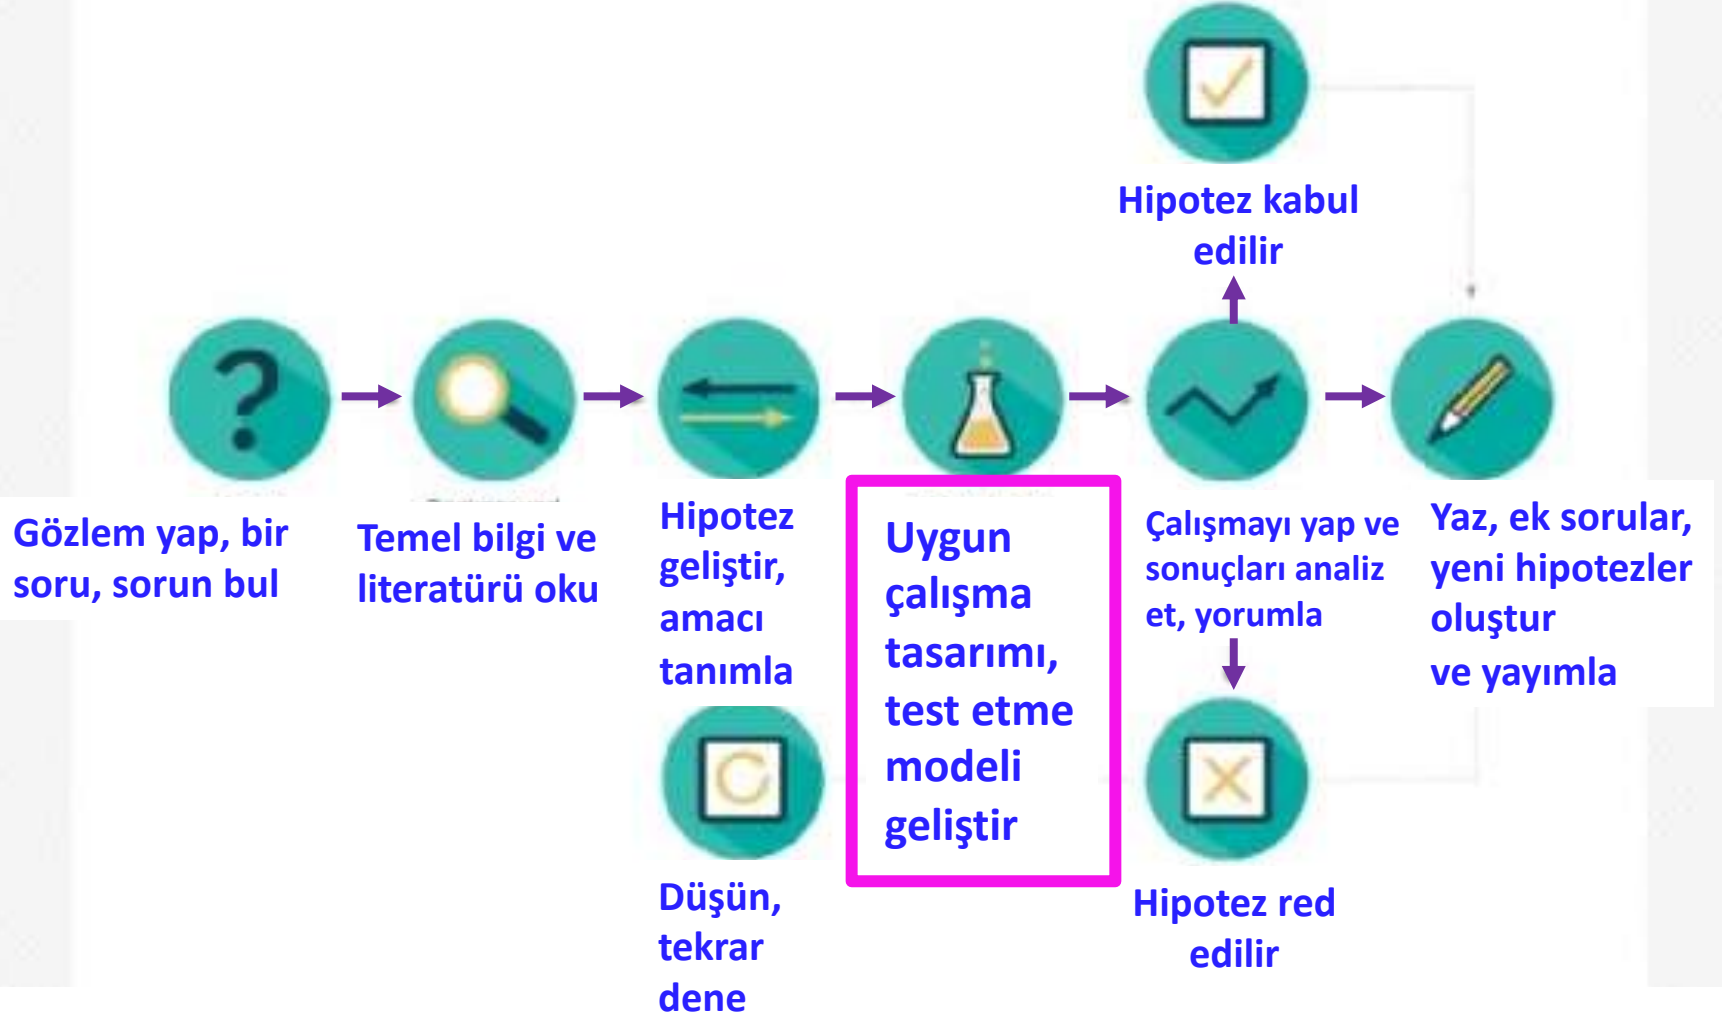 Hipotez kabul
edilir
Gözlem yap, bir
soru, sorun bul
Temel bilgi ve
literatürü oku
Hipotez
geliştir,
amacı
tanımla
Uygun
çalışma
tasarımı,
test etme
modeli
geliştir
Çalışmayı yap ve
sonuçları analiz
et, yorumla
Yaz, ek sorular,
yeni hipotezler
oluştur
ve yayımla
Düşün,
tekrar
dene
Hipotez red
edilir